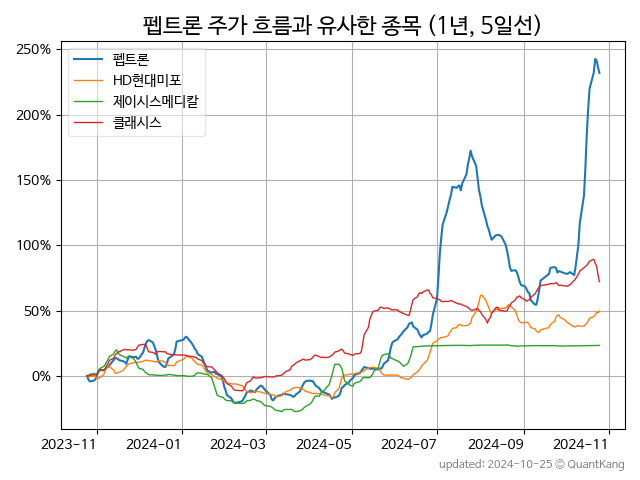 펩트론 주가 흐름과 유사한 종목 (1년, 5일선)
250%
200%
150%
100%
50%
0%
펩트론
HD현대미포
제이시스메디칼
클래시스
2023-11
2024-01
2024-03
2024-05
2024-07
2024-09
2024-11
updated: 2024-10-25 © QuantKang